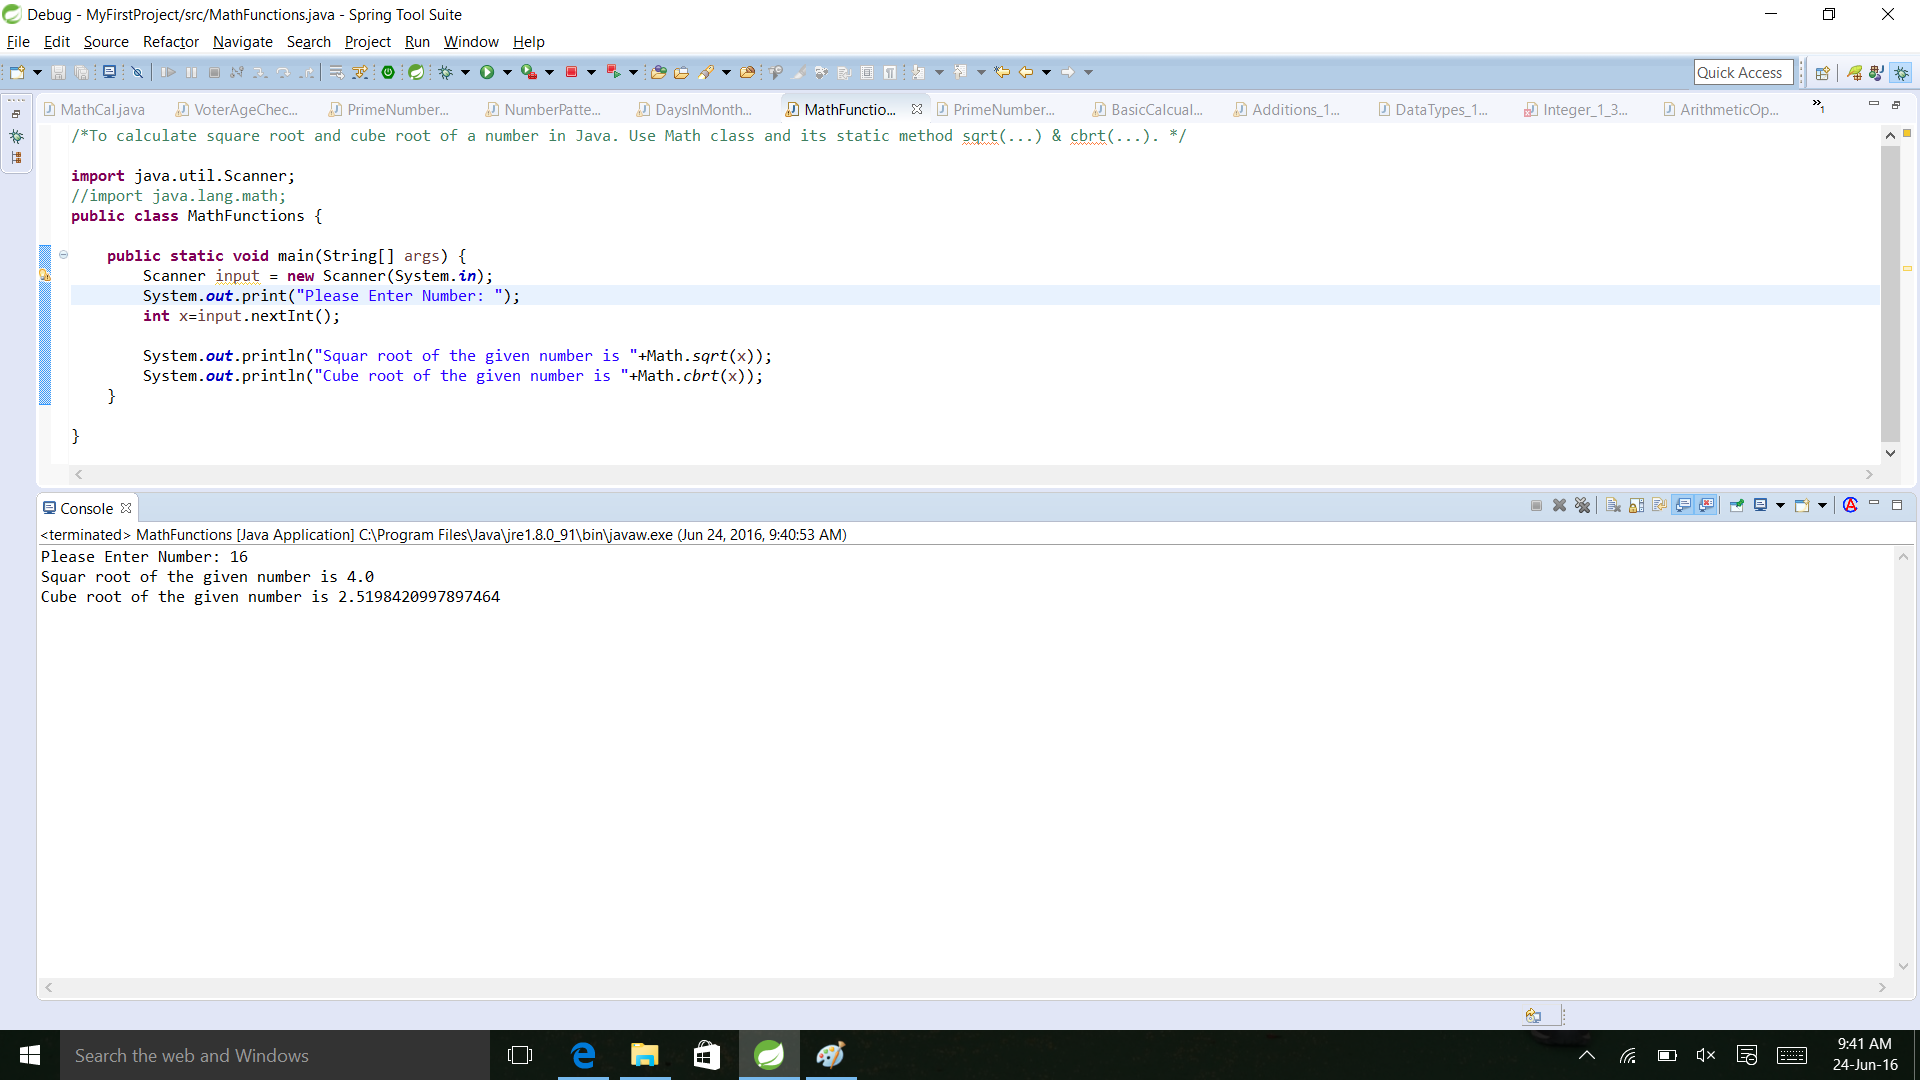 Debug - MyFirstProject/src/MathFunctions.java - Spring Tool Suite
File Edit Source Refactor Navigate Search Project Run Window Help
Quick Access
MathCal.java VoterAgeChec... PrimeNumber... NumberPatte... DaysInMonth... MathFunctio... PrimeNumber... BasicCalcual... Additions_1... DataTypes_1... Integer_1_3... ArithmeticOp... »1
/*To calculate square root and cube root of a number in Java. Use Math class and its static method sqrt(...) & cbrt(...). */
import java.util.Scanner;
//import java.lang.math;
public class MathFunctions {
public static void main(String[] args) {
Scanner input = new Scanner(System.in);
System.out.print("Please Enter Number: ");
int x=input.nextInt();
System.out.println("Squar root of the given number is "+Math.sqrt(x));
System.out.println("Cube root of the given number is "+Math.cbrt(x));
}
}
Console
<terminated> MathFunctions [Java Application] C:\Program Files\Java\jre1.8.0_91\bin\javaw.exe (Jun 24, 2016, 9:40:53 AM)
Please Enter Number: 16
Squar root of the given number is 4.0
Cube root of the given number is 2.5198420997897464
Search the web and Windows
9:41 AM
24-Jun-16